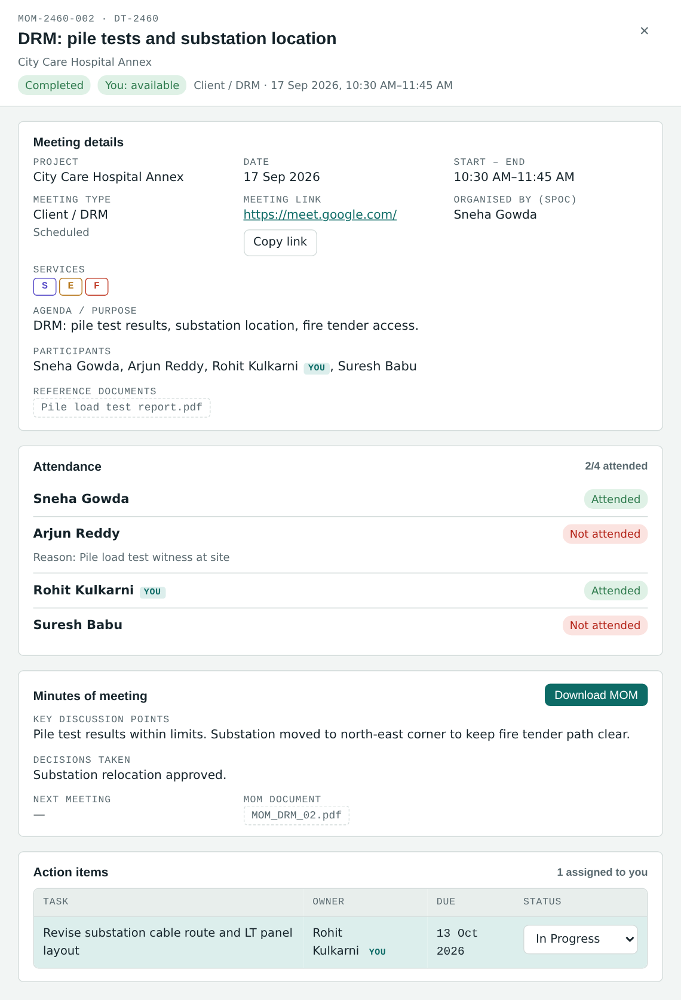 MOM-2460-002 · DT-2460
DRM: pile tests and substation location
✕
City Care Hospital Annex
Completed You: available Client / DRM · 17 Sep 2026, 10:30 AM–11:45 AM
Meeting details
PROJECT DATE START – END
City Care Hospital Annex 17 Sep 2026 10:30 AM–11:45 AM
MEETING TYPE MEETING LINK ORGANISED BY (SPOC)
Client / DRM https://meet.google.com/ Sneha Gowda
Scheduled
Copy link
SERVICES
S E F
AGENDA / PURPOSE
DRM: pile test results, substation location, fire tender access.
PARTICIPANTS
Sneha Gowda, Arjun Reddy, Rohit Kulkarni YOU, Suresh Babu
REFERENCE DOCUMENTS
Pile load test report.pdf
Attendance 2/4 attended
Sneha Gowda Attended
Arjun Reddy Not attended
Reason: Pile load test witness at site
Rohit Kulkarni YOU Attended
Suresh Babu Not attended
Minutes of meeting Download MOM
KEY DISCUSSION POINTS
Pile test results within limits. Substation moved to north-east corner to keep fire tender path clear.
DECISIONS TAKEN
Substation relocation approved.
NEXT MEETING MOM DOCUMENT
— MOM_DRM_02.pdf
Action items 1 assigned to you
TASK OWNER DUE STATUS
Revise substation cable route and LT panel Rohit 13 Oct In Progress
layout Kulkarni YOU 2026